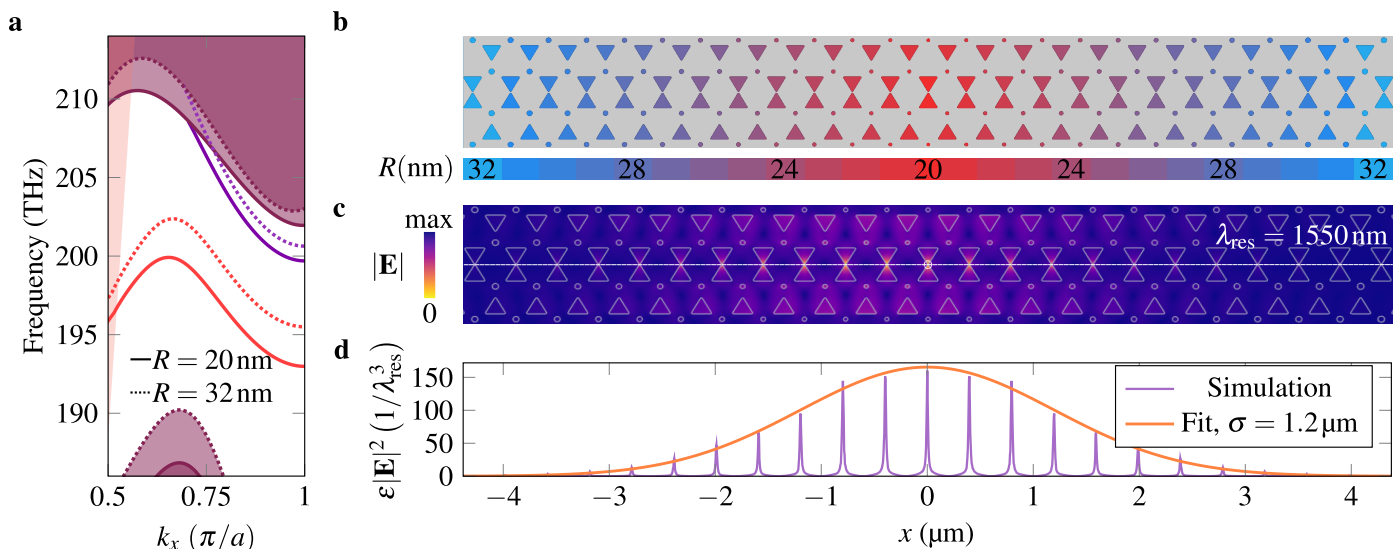 a
210
205
200
195
190
Frequency (THz)
R = 20 nm
R = 32 nm
0.5
0.75
1
kₓ (π/a)
b
R(nm)
32
28
24
20
24
28
32
c
max
|E|
0
λres = 1550 nm
d
ε|E|² (1/λ³res)
150
100
50
0
Simulation
Fit, σ = 1.2 µm
−4
−3
−2
−1
0
1
2
3
4
x (µm)